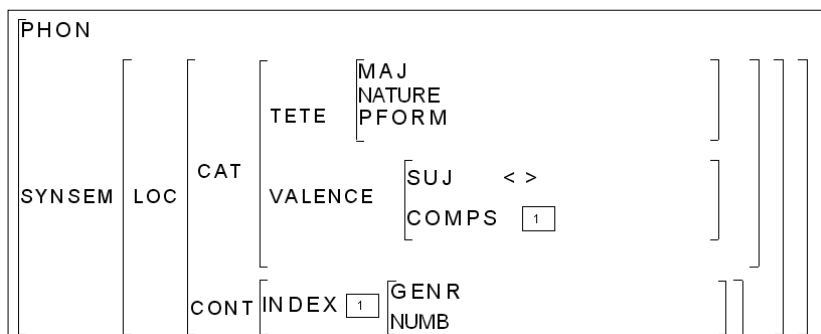 PHON
MAJ
NATURE
TETE PFORM
CAT
SUJ < >
SYNSEM LOC VALENCE
COMPS 1
GENR
CONT INDEX 1
NUMB